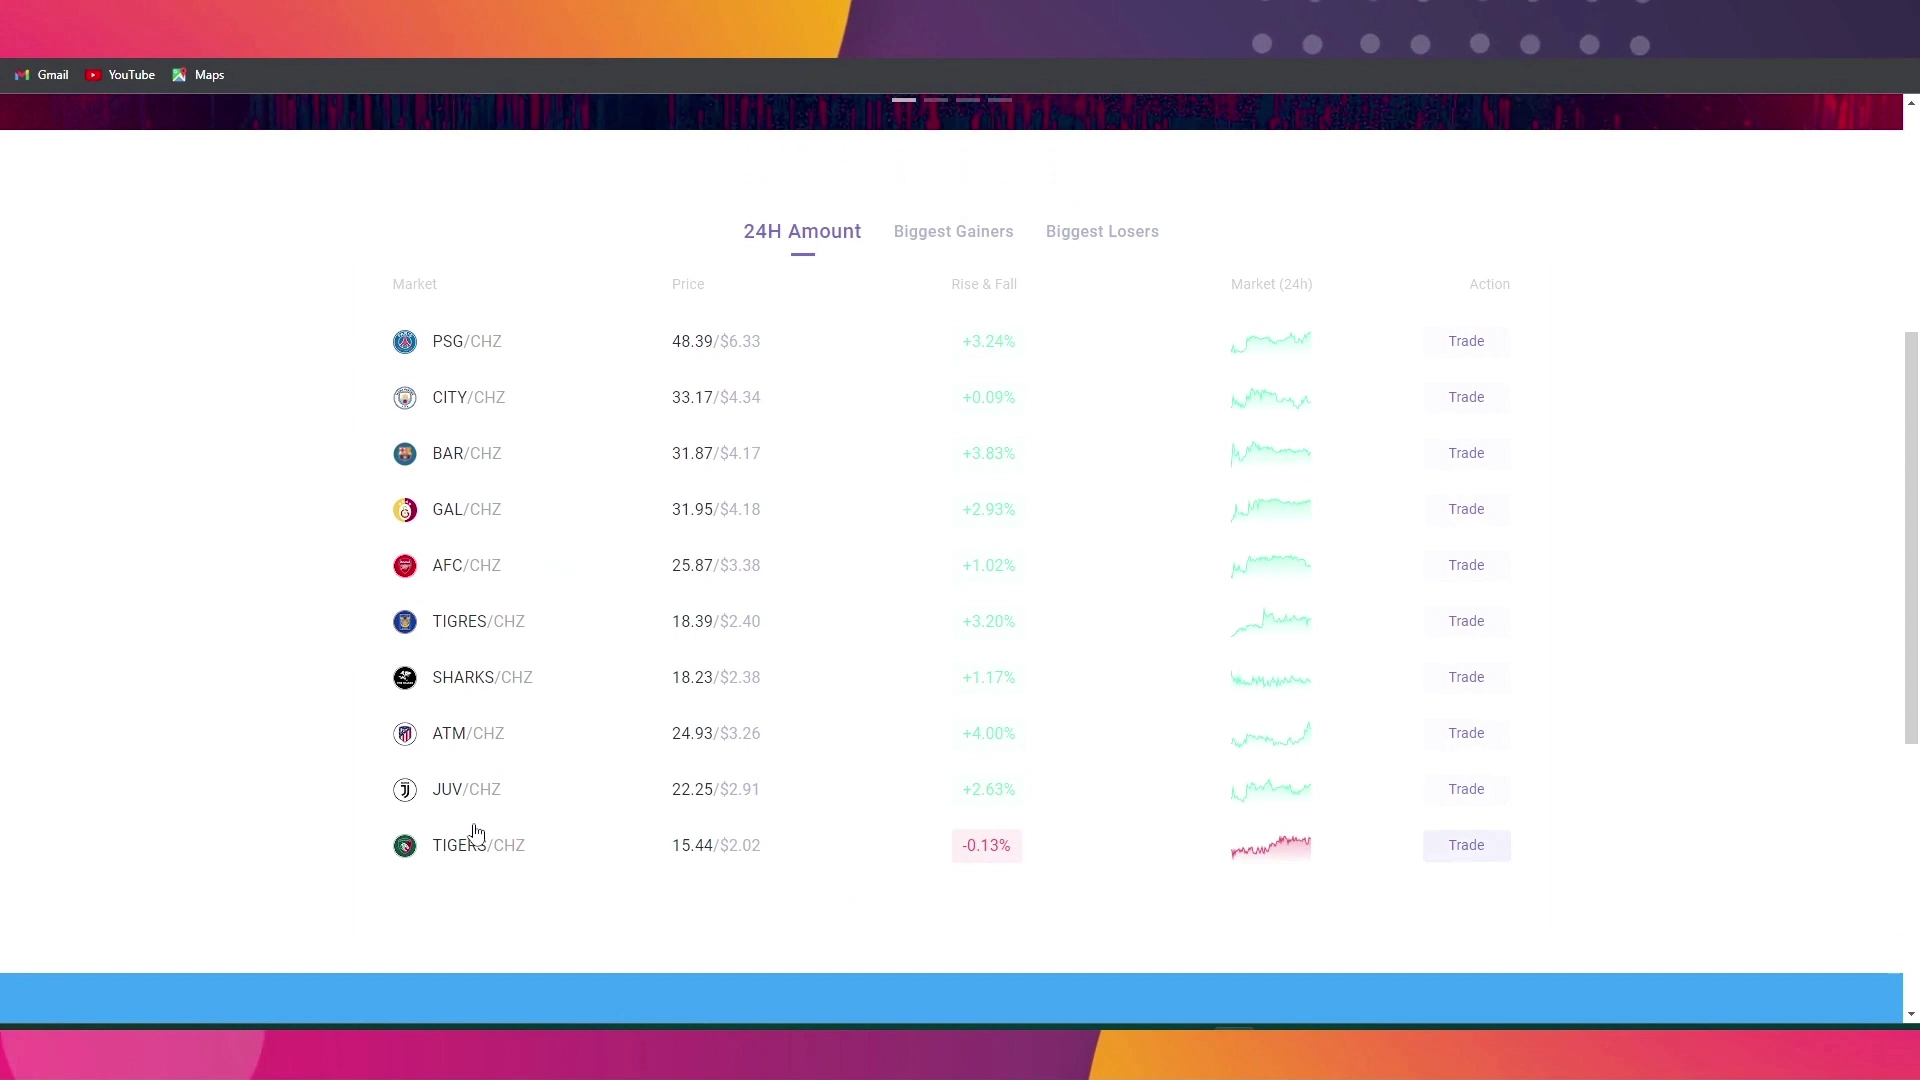 Gmail YouTube Maps
24H Amount Biggest Gainers Biggest Losers
Market Price Rise & Fall Market (24h) Action
PSG/CHZ 48.39/$6.33 +3.24% Trade
CITY/CHZ 33.17/$4.34 +0.09% Trade
BAR/CHZ 31.87/$4.17 +3.83% Trade
GAL/CHZ 31.95/$4.18 +2.93% Trade
AFC/CHZ 25.87/$3.38 +1.02% Trade
TIGRES/CHZ 18.39/$2.40 +3.20% Trade
SHARKS/CHZ 18.23/$2.38 +1.17% Trade
ATM/CHZ 24.93/$3.26 +4.00% Trade
JUV/CHZ 22.25/$2.91 +2.63% Trade
TIGERS/CHZ 15.44/$2.02 -0.13% Trade